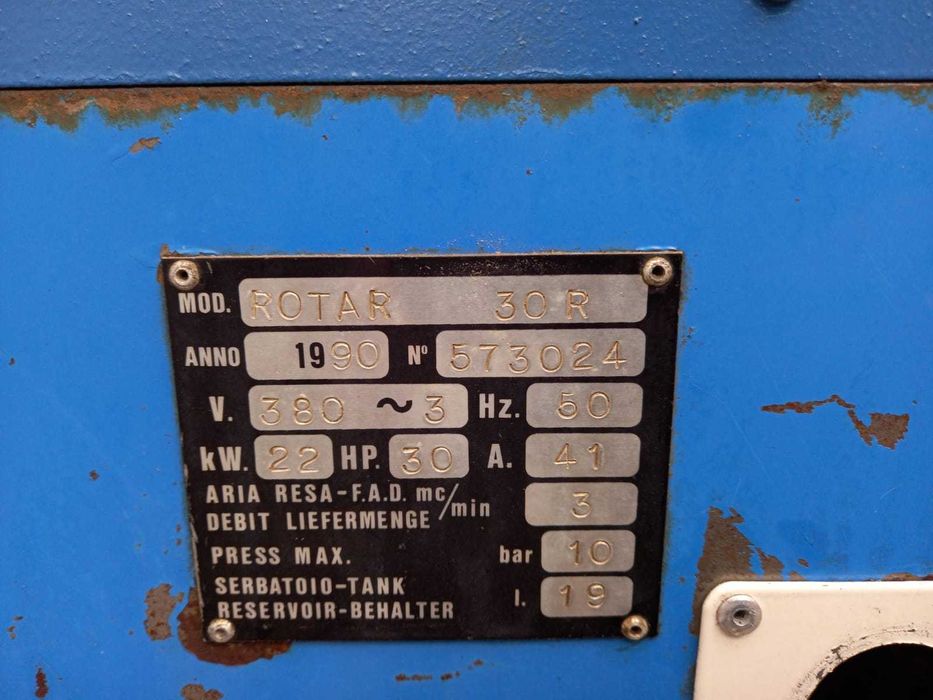 MOD. ROTAR 30 R
ANNO 1990 Nº 573024
V. 380 ~ 3 Hz. 50
kW. 22 HP. 30 A. 41
ARIA RESA-F.A.D. mc/min
DEBIT LIEFERMENGE 3
PRESS MAX. bar 10
SERBATOIO-TANK
RESERVOIR-BEHALTER l. 19